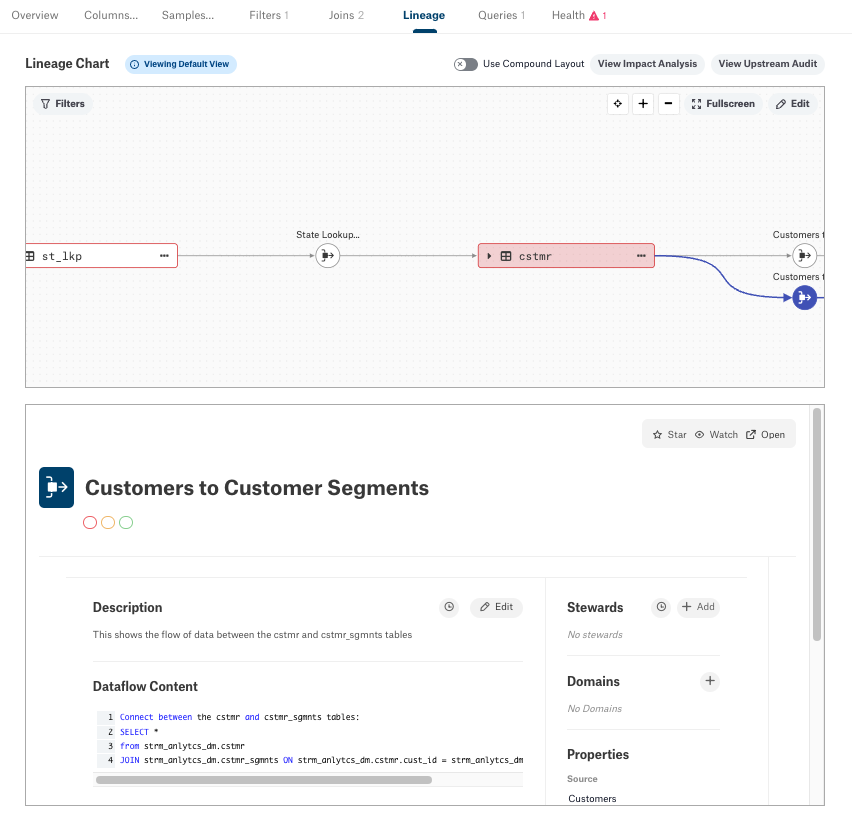 Overview Columns... Samples... Filters 1 Joins 2 Lineage Queries 1 Health 1
Lineage Chart Viewing Default View Use Compound Layout View Impact Analysis View Upstream Audit
Filters Fullscreen Edit
State Lookup... Customers t
st_lkp cstmr
Customers t
Star Watch Open
Customers to Customer Segments
Description Edit
This shows the flow of data between the cstmr and cstmr_sgmnts tables
Dataflow Content
1 Connect between the cstmr and cstmr_sgmnts tables:
2 SELECT *
3 from strm_anlytcs_dm.cstmr
4 JOIN strm_anlytcs_dm.cstmr_sgmnts ON strm_anlytcs_dm.cstmr.cust_id = strm_anlytcs_dm
Stewards Add
No stewards
Domains
No Domains
Properties
Source
Customers